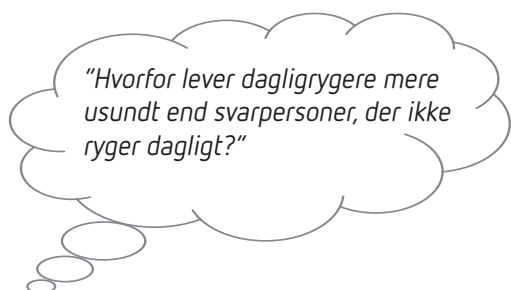 "Hvorfor lever dagligrygere mere
usundt end svarpersoner, der ikke
ryger dagligt?"